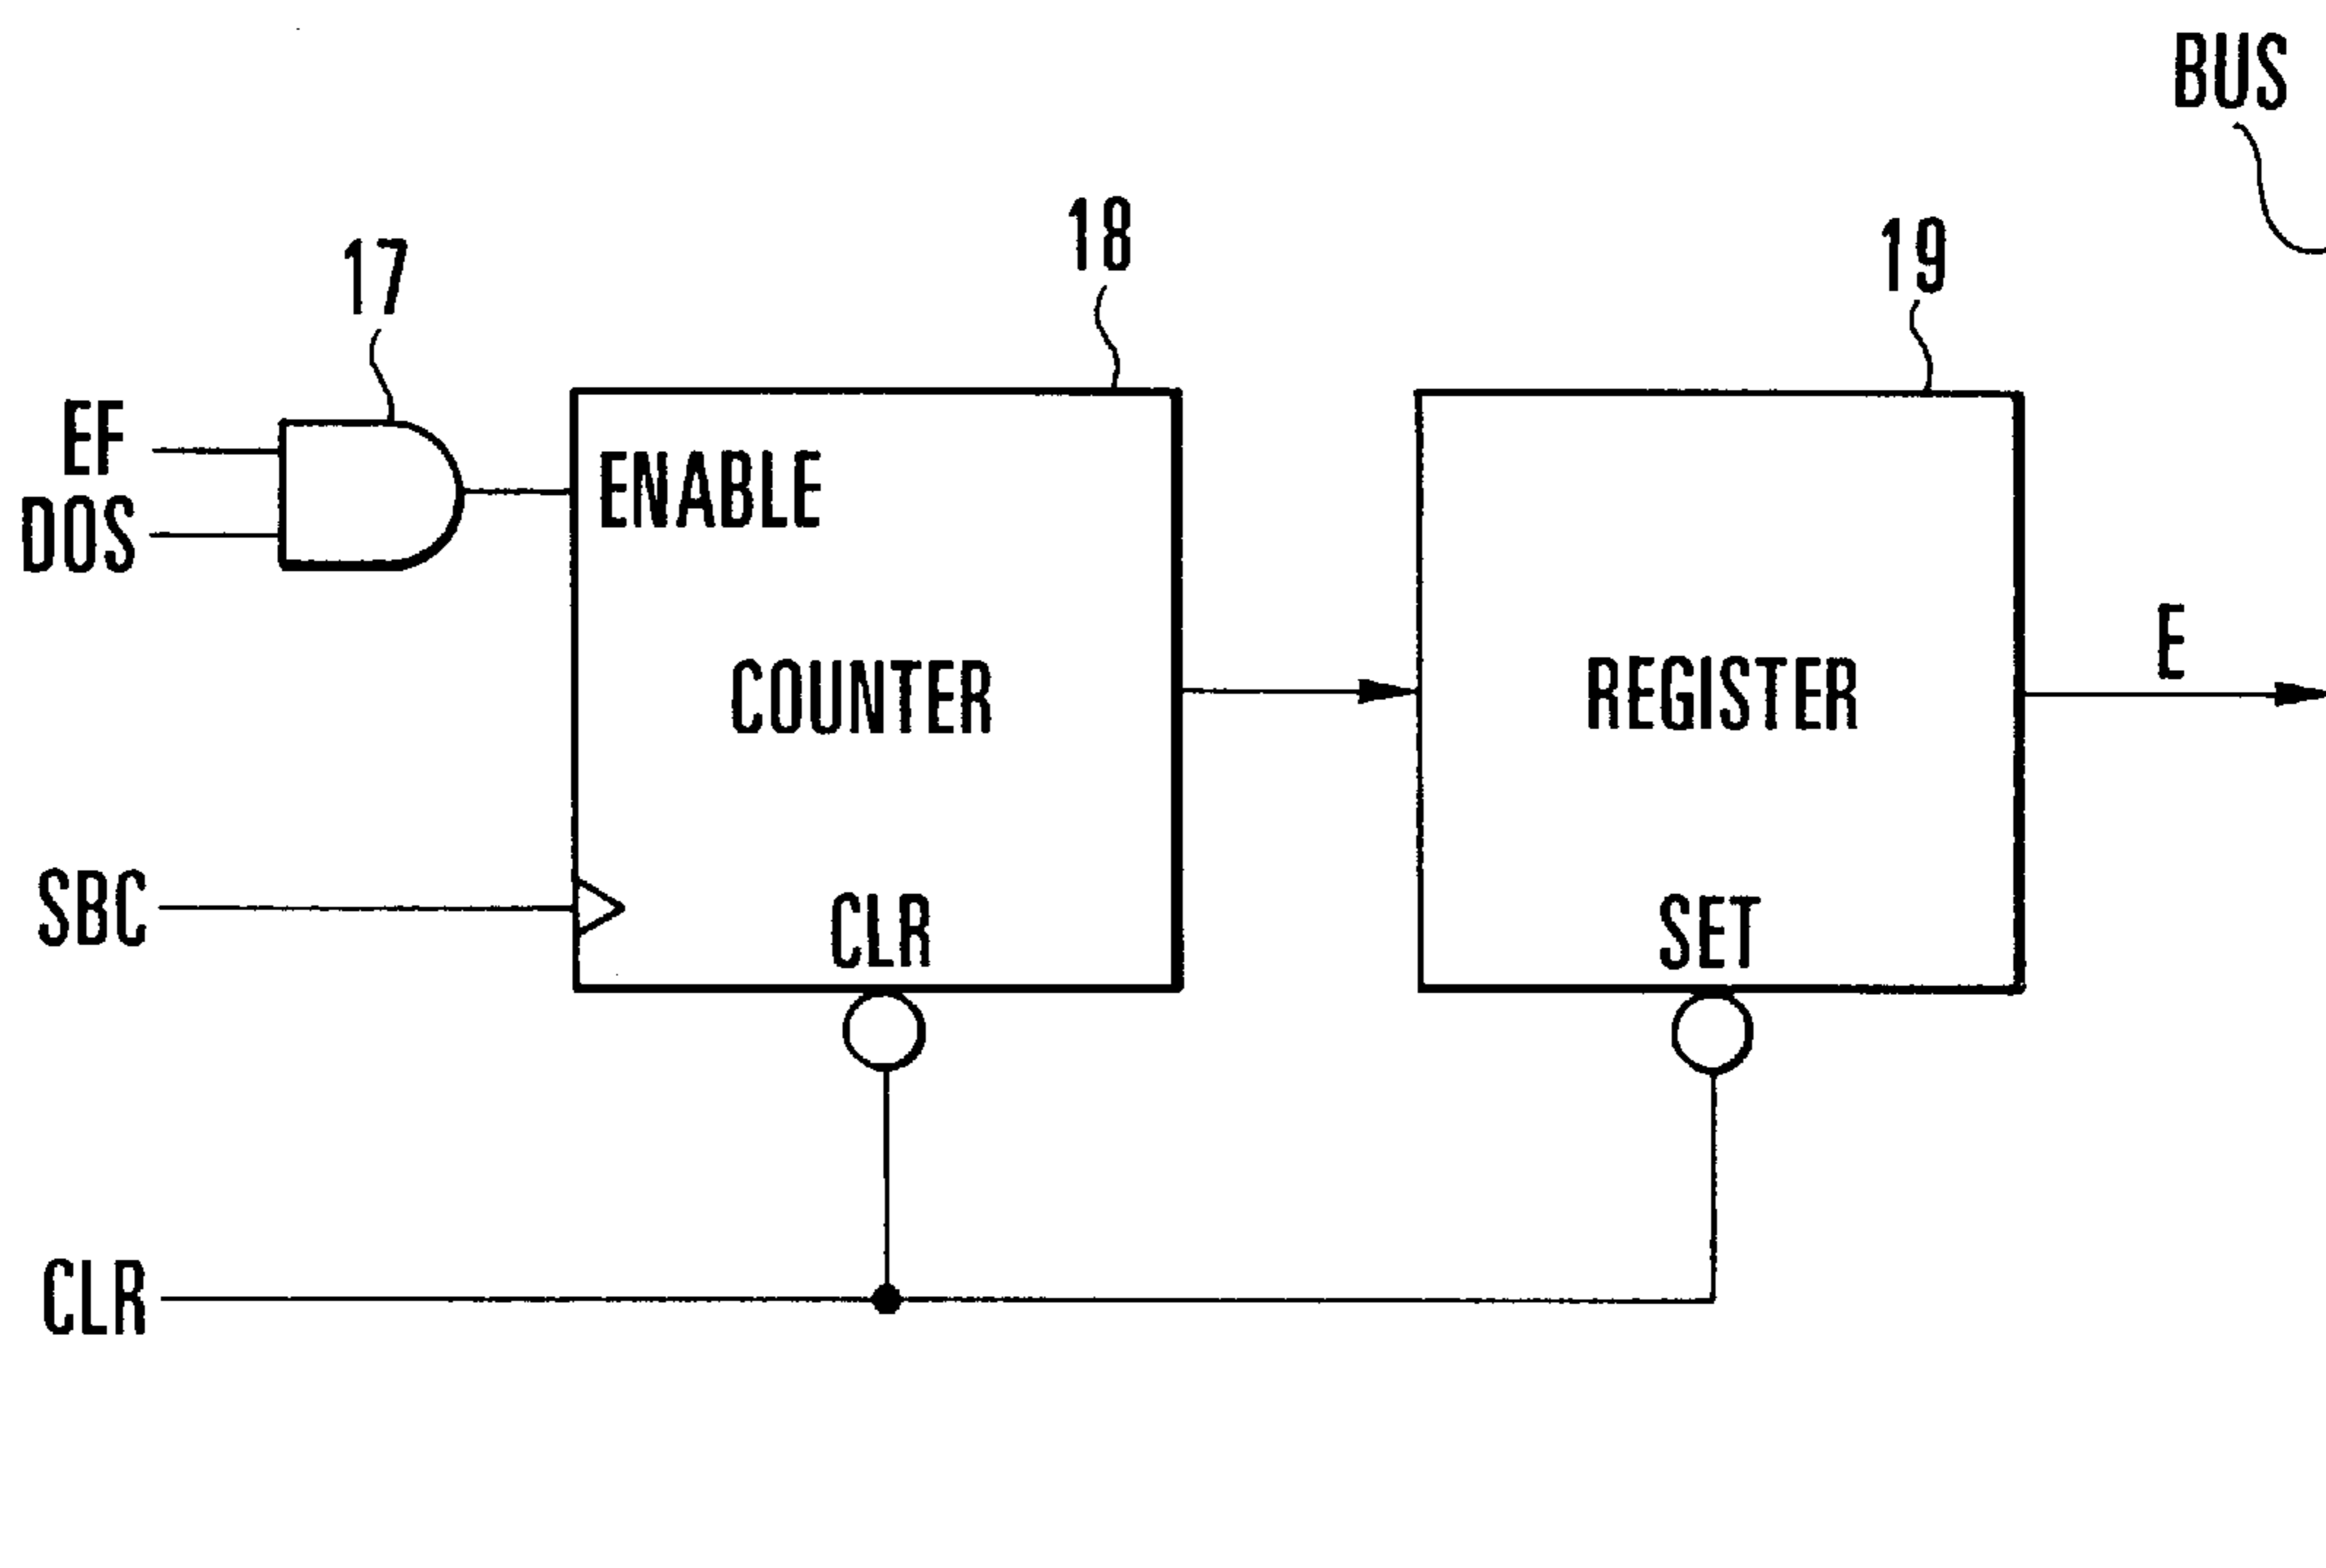 BUS
17
18
19
EF
DOS
ENABLE
COUNTER
REGISTER
E
SBC
CLR
SET
CLR